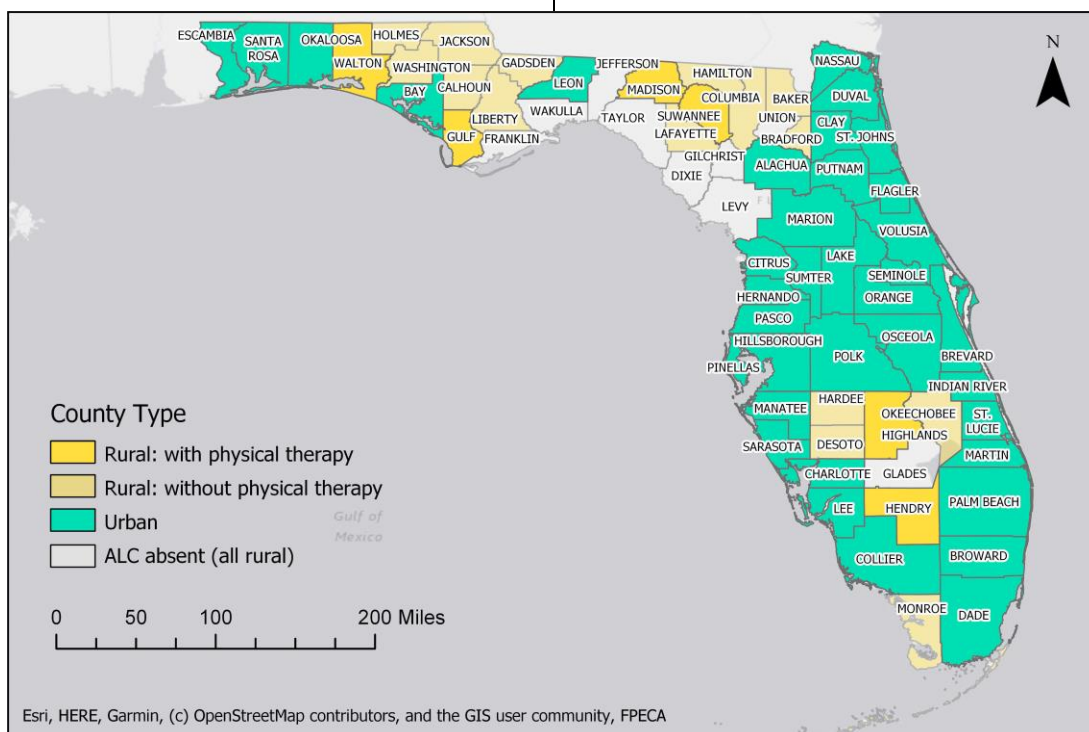 N
ESCAMBIA
SANTA
ROSA
OKALOOSA
WALTON
HOLMES
JACKSON
WASHINGTON
BAY
CALHOUN
GULF
LIBERTY
GADSDEN
FRANKLIN
LEON
WAKULLA
JEFFERSON
TAYLOR
MADISON
HAMILTON
SUWANNEE
LAFAYETTE
COLUMBIA
BAKER
UNION
BRADFORD
GILCHRIST
DIXIE
LEVY
NASSAU
DUVAL
CLAY
ST. JOHNS
ALACHUA
PUTNAM
FLAGLER
MARION
VOLUSIA
CITRUS
LAKE
SUMTER
SEMINOLE
HERNANDO
ORANGE
PASCO
HILLSBOROUGH
OSCEOLA
POLK
PINELLAS
BREVARD
INDIAN RIVER
MANATEE
HARDEE
OKEECHOBEE
ST.
LUCIE
SARASOTA
DESOTO
HIGHLANDS
MARTIN
CHARLOTTE
GLADES
LEE
HENDRY
PALM BEACH
COLLIER
BROWARD
MONROE
DADE
County Type
Rural: with physical therapy
Rural: without physical therapy
Urban
ALC absent (all rural)
Gulf of
Mexico
0 50 100 200 Miles
Esri, HERE, Garmin, (c) OpenStreetMap contributors, and the GIS user community, FPECA